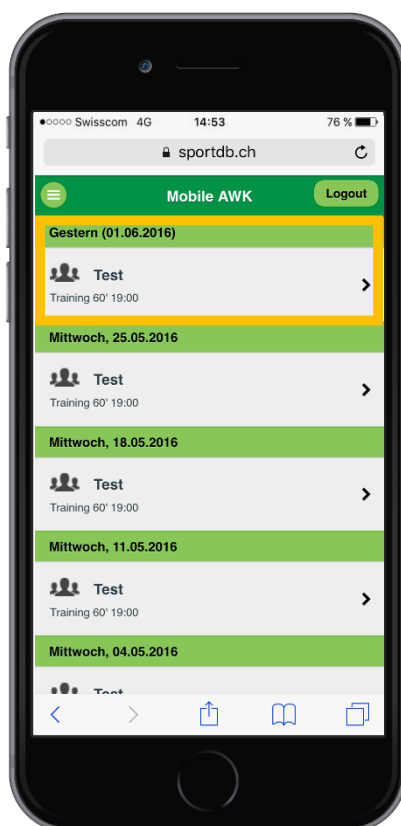 ●○○○○ Swisscom 4G 14:53 76 %
sportdb.ch
Mobile AWK Logout
Gestern (01.06.2016)
Test
Training 60' 19:00
Mittwoch, 25.05.2016
Test
Training 60' 19:00
Mittwoch, 18.05.2016
Test
Training 60' 19:00
Mittwoch, 11.05.2016
Test
Training 60' 19:00
Mittwoch, 04.05.2016
Test